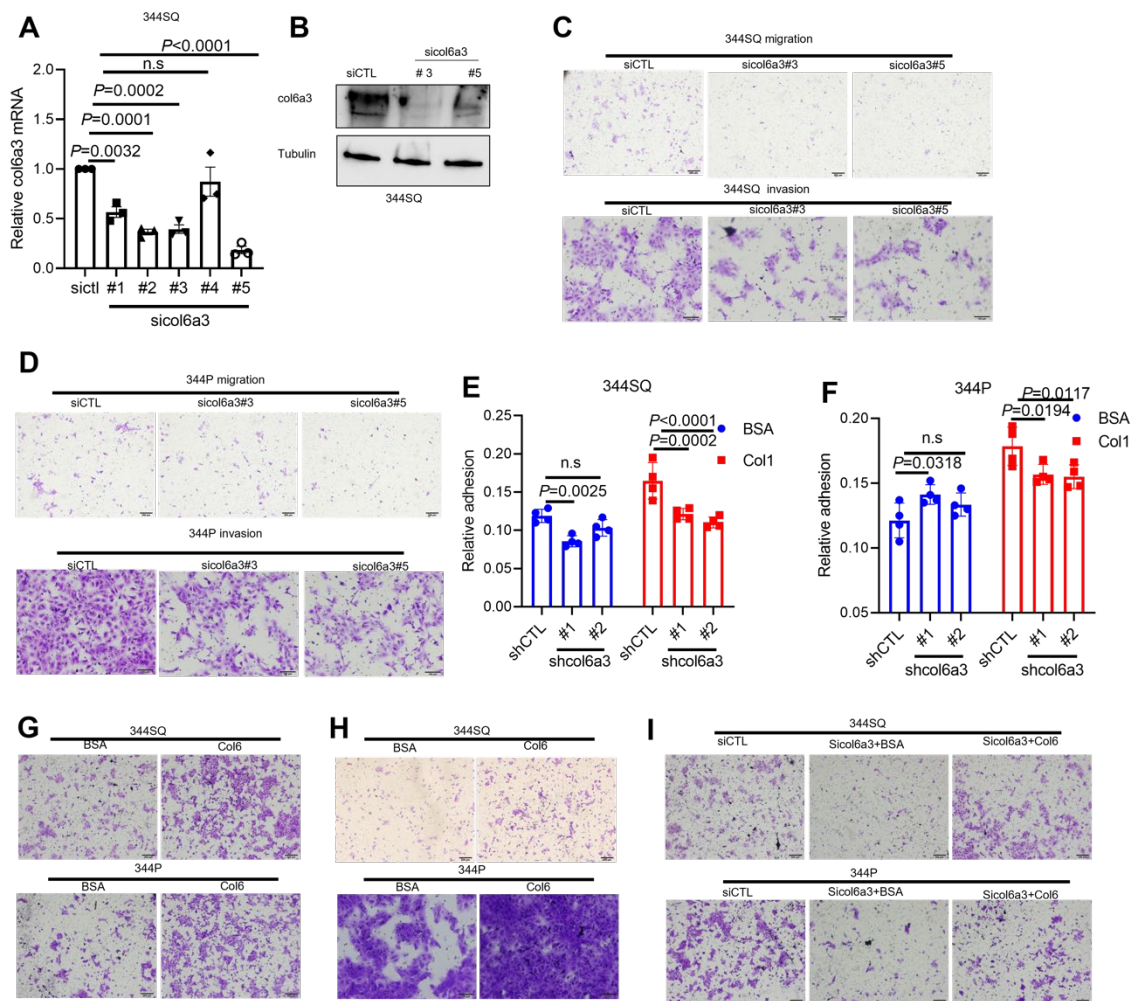 A
344SQ
P<0.0001
n.s
P=0.0002
P=0.0001
P=0.0032
Relative col6a3 mRNA
2.0
1.5
1.0
0.5
0.0
sictl #1 #2 #3 #4 #5
sicol6a3
B
sicol6a3
siCTL # 3 #5
col6a3
Tubulin
344SQ
C
344SQ migration
siCTL sicol6a3#3 sicol6a3#5
344SQ invasion
siCTL sicol6a3#3 sicol6a3#5
D
344P migration
siCTL sicol6a3#3 sicol6a3#5
344P invasion
siCTL sicol6a3#3 sicol6a3#5
E
344SQ
Relative adhesion
0.25
0.20
0.15
0.10
0.05
0.00
P<0.0001
P=0.0002
n.s
P=0.0025
BSA
Col1
shCTL #1 #2 shCTL #1 #2
shcol6a3 shcol6a3
F
344P
Relative adhesion
0.20
0.15
0.10
0.05
P=0.0117
P=0.0194
n.s
P=0.0318
BSA
Col1
shCTL #1 #2 shCTL #1 #2
shcol6a3 shcol6a3
G
344SQ
BSA Col6
344P
BSA Col6
H
344SQ
BSA Col6
344P
BSA Col6
I
344SQ
siCTL Sicol6a3+BSA Sicol6a3+Col6
344P
siCTL Sicol6a3+BSA Sicol6a3+Col6